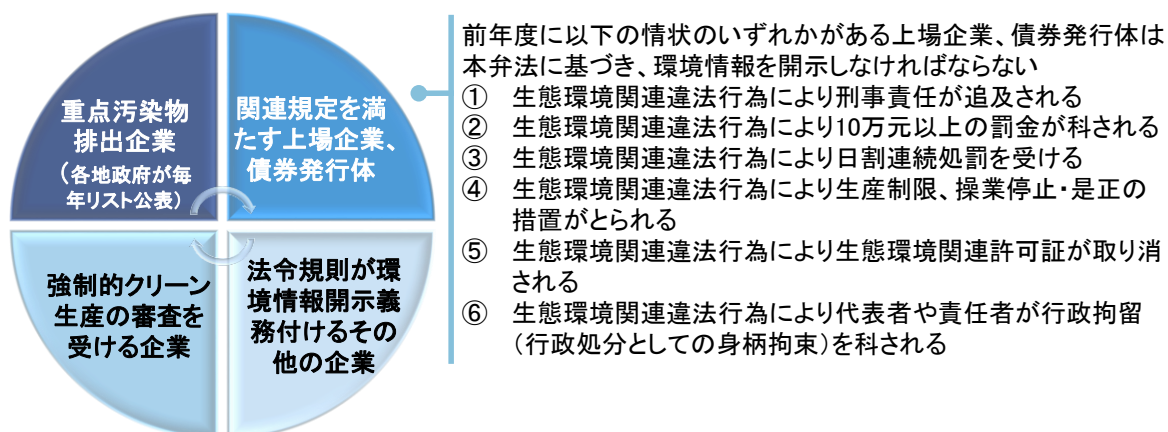 重点汚染物
排出企業
（各地政府が毎
年リスト公表）
関連規定を満
たす上場企業、
債券発行体
強制的クリーン
生産の審査を
受ける企業
法令規則が環
境情報開示義
務付けるその
他の企業
前年度に以下の情状のいずれかがある上場企業、債券発行体は
本弁法に基づき、環境情報を開示しなければならない
① 生態環境関連違法行為により刑事責任が追及される
② 生態環境関連違法行為により10万元以上の罰金が科される
③ 生態環境関連違法行為により日割連続処罰を受ける
④ 生態環境関連違法行為により生産制限、操業停止・是正の
措置がとられる
⑤ 生態環境関連違法行為により生態環境関連許可証が取り消
される
⑥ 生態環境関連違法行為により代表者や責任者が行政拘留
（行政処分としての身柄拘束）を科される